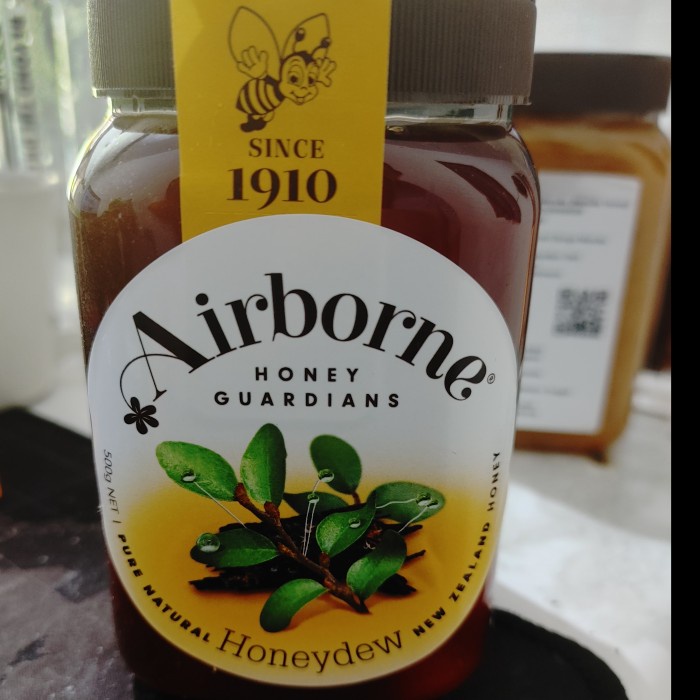 SINCE
1910
Airborne®
HONEY
GUARDIANS
500g NET | PURE NATURAL Honeydew NEW ZEALAND HONEY